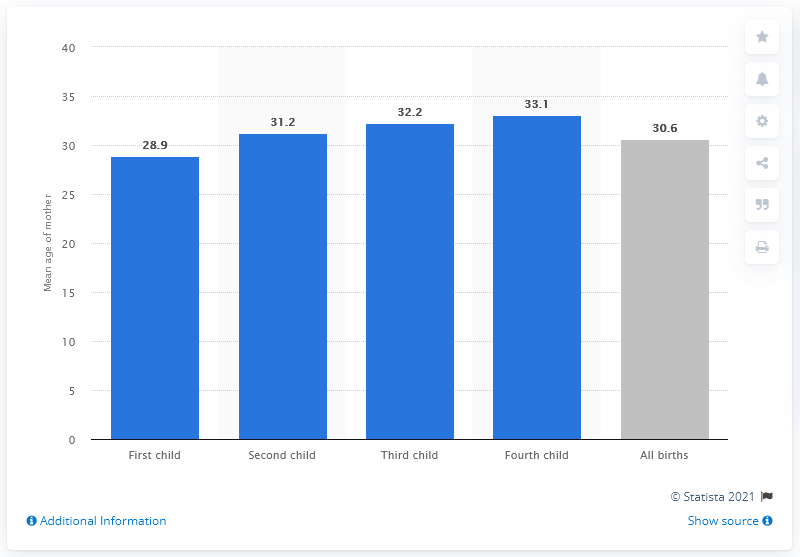 40
35
30
25
20
15
10
5
0
Mean age of mother
28.9
31.2
32.2
33.1
30.6
First child
Second child
Third child
Fourth child
All births
© Statista 2021
Additional Information
Show source